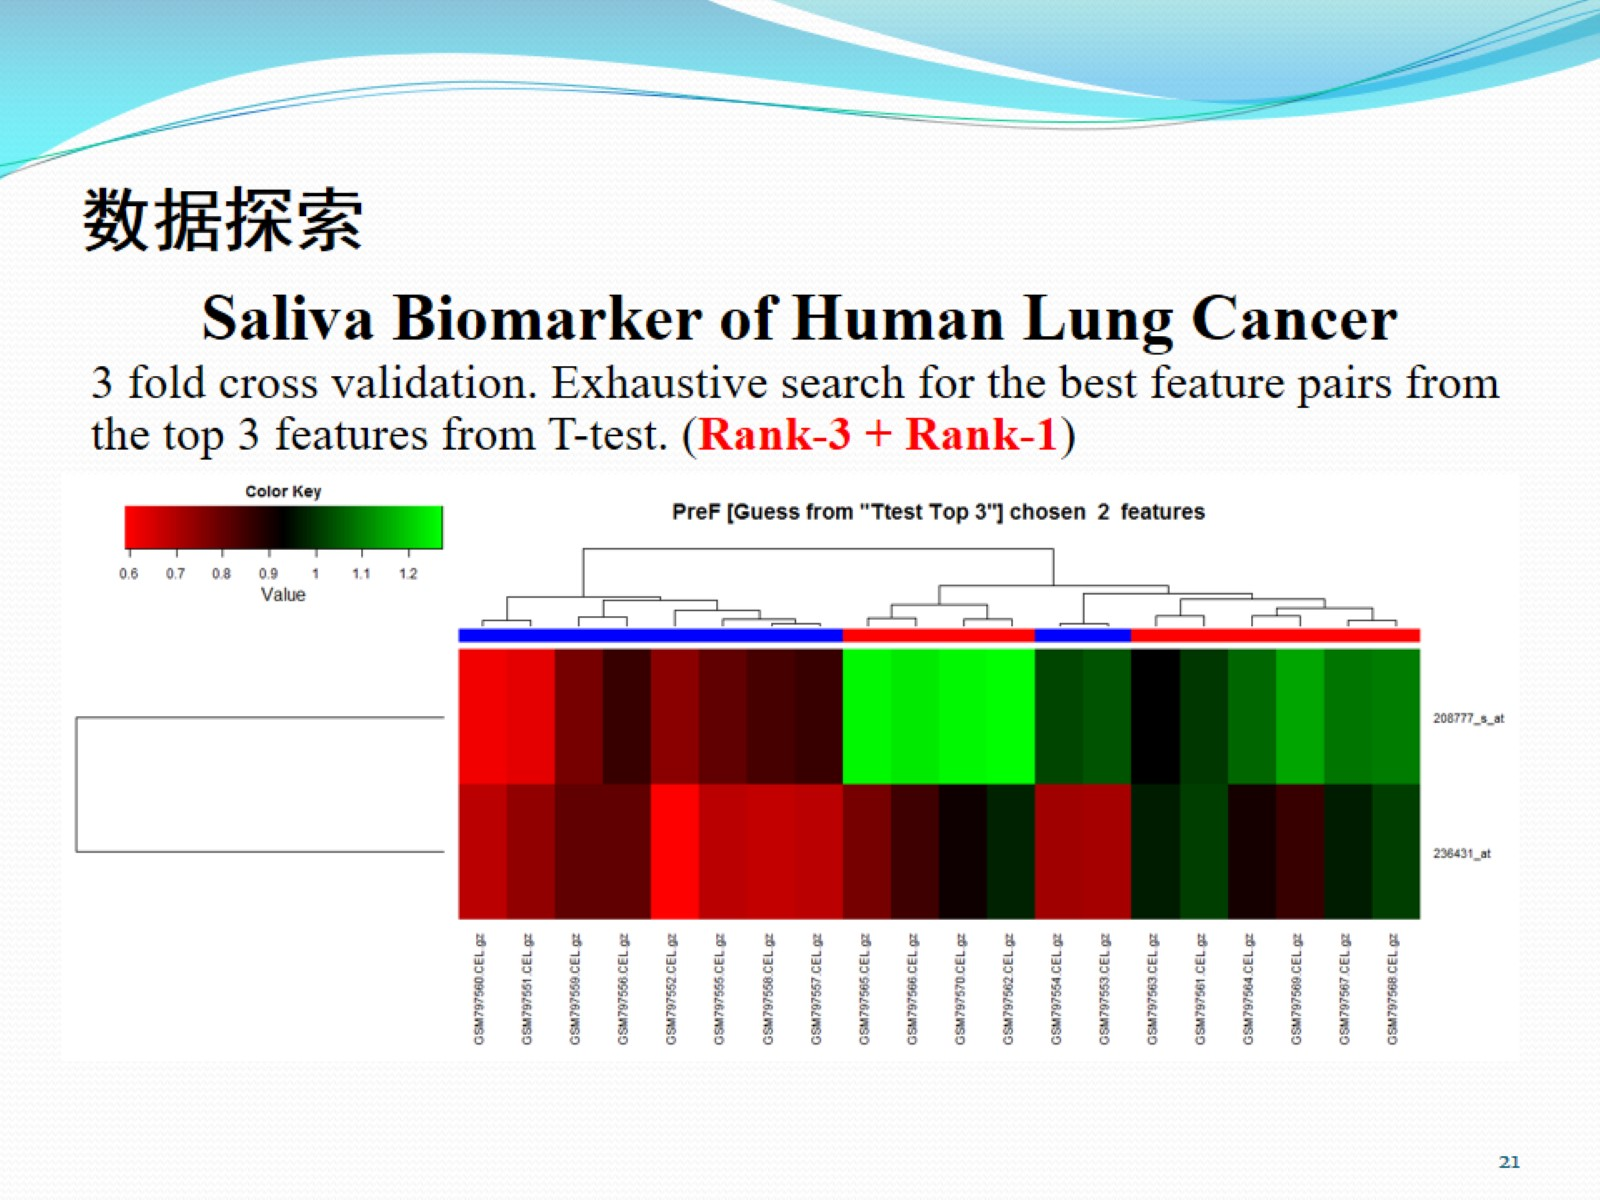 数据探索
Saliva Biomarker of Human Lung Cancer
3 fold cross validation. Exhaustive search for the best feature pairs from
the top 3 features from T-test. (Rank-3 + Rank-1)
Color Key
0.6 0.7 0.8 0.9 1 1.1 1.2
Value
PreF [Guess from "Ttest Top 3"] chosen 2 features
208777_s_at
236431_at
GSM797560.CEL.gz
GSM797551.CEL.gz
GSM797559.CEL.gz
GSM797556.CEL.gz
GSM797552.CEL.gz
GSM797555.CEL.gz
GSM797558.CEL.gz
GSM797557.CEL.gz
GSM797565.CEL.gz
GSM797566.CEL.gz
GSM797570.CEL.gz
GSM797562.CEL.gz
GSM797554.CEL.gz
GSM797553.CEL.gz
GSM797563.CEL.gz
GSM797561.CEL.gz
GSM797564.CEL.gz
GSM797569.CEL.gz
GSM797567.CEL.gz
GSM797568.CEL.gz
21